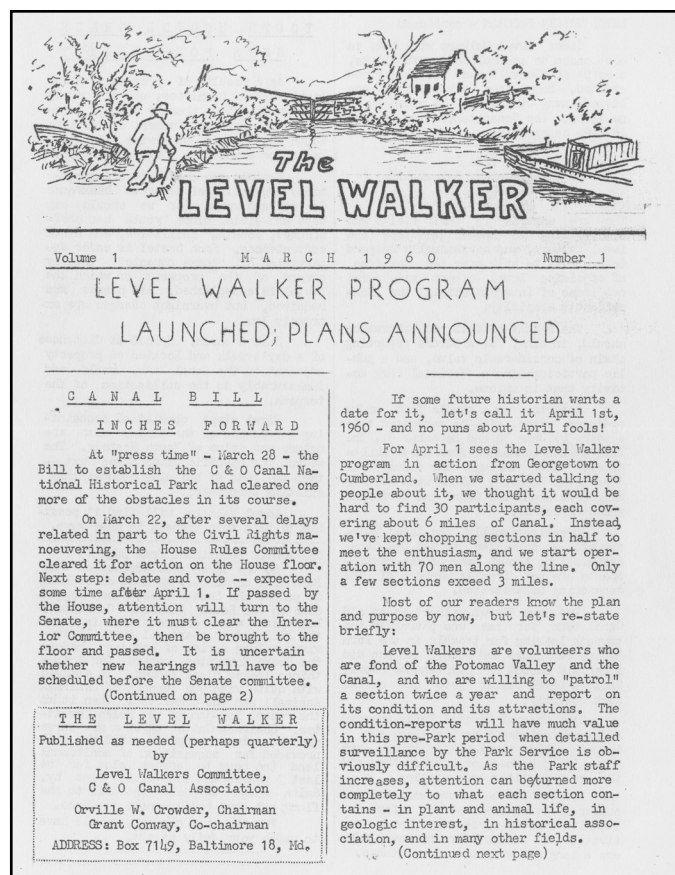 The
LEVEL WALKER
Volume 1 MARCH 1960 Number 1
LEVEL WALKER PROGRAM
LAUNCHED; PLANS ANNOUNCED
CANAL BILL
INCHES FORWARD
At "press time" - March 28 - the
Bill to establish the C & O Canal Na-
tional Historical Park had cleared one
more of the obstacles in its course.
On March 22, after several delays
related in part to the Civil Rights ma-
noeuvering, the House Rules Committee
cleared it for action on the House floor.
Next step: debate and vote -- expected
some time after April 1. If passed by
the House, attention will turn to the
Senate, where it must clear the Inter-
ior Committee, then be brought to the
floor and passed. It is uncertain
whether new hearings will have to be
scheduled before the Senate committee.
(Continued on page 2)
THE LEVEL WALKER
Published as needed (perhaps quarterly)
by
Level Walkers Committee,
C & O Canal Association
Orville W. Crowder, Chairman
Grant Conway, Co-chairman
ADDRESS: Box 7149, Baltimore 18, Md.
If some future historian wants a
date for it, let's call it April 1st,
1960 - and no puns about April fools!
For April 1 sees the Level Walker
program in action from Georgetown to
Cumberland. When we started talking to
people about it, we thought it would be
hard to find 30 participants, each cov-
ering about 6 miles of Canal. Instead,
we've kept chopping sections in half to
meet the enthusiasm, and we start oper-
ation with 70 men along the line. Only
a few sections exceed 3 miles.
Most of our readers know the plan
and purpose by now, but let's re-state
briefly:
Level Walkers are volunteers who
are fond of the Potomac Valley and the
Canal, and who are willing to "patrol"
a section twice a year and report on
its condition and its attractions. The
condition-reports will have much value
in this pre-Park period when detailled
surveillance by the Park Service is ob-
viously difficult. As the Park staff
increases, attention can be turned more
completely to what each section con-
tains - in plant and animal life, in
geologic interest, in historical asso-
ciation, and in many other fields.
(Continued next page)